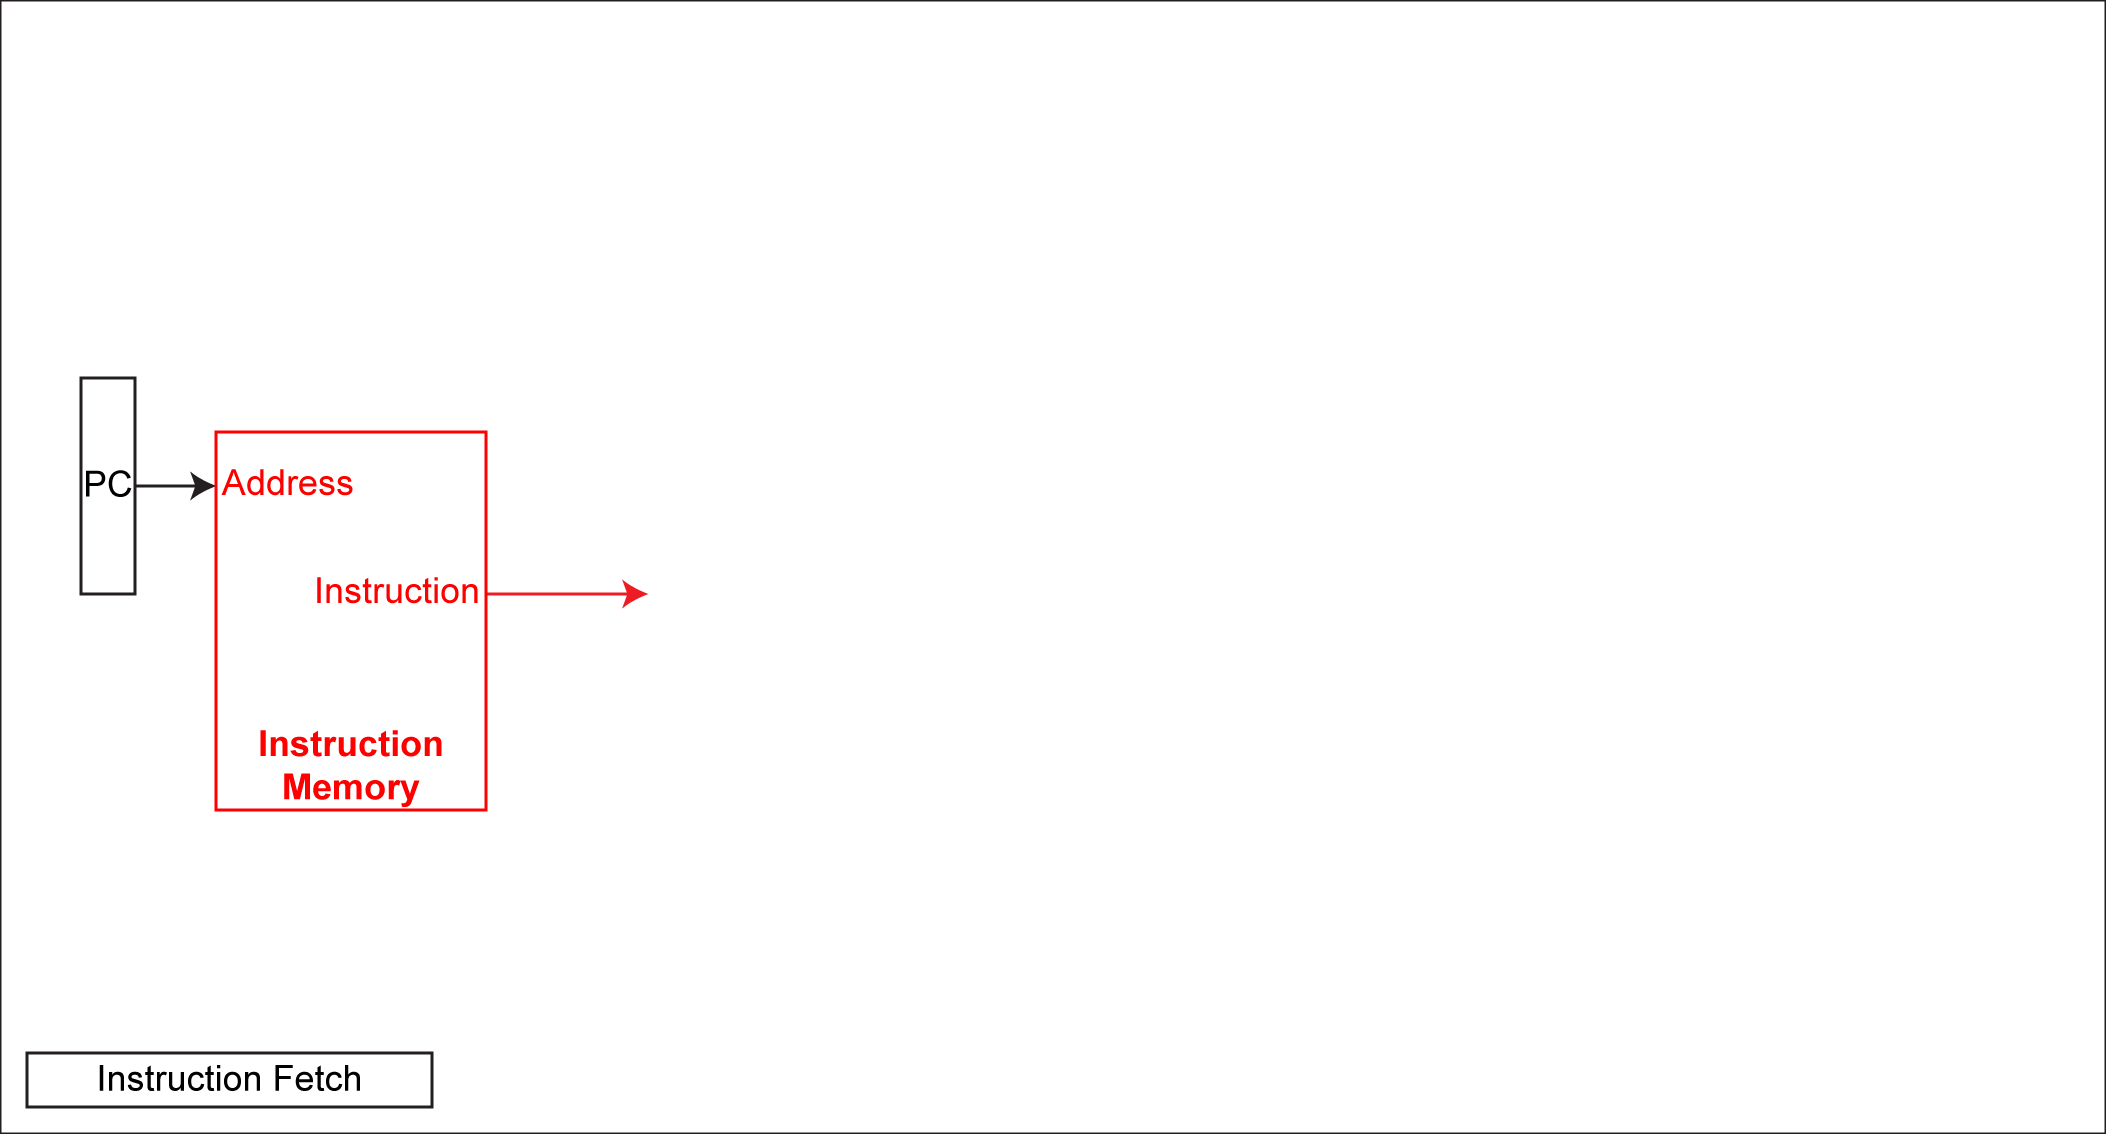 PC
Address
Instruction
Instruction
Memory
Instruction Fetch